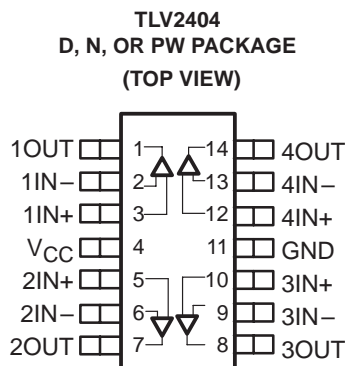 TLV2404
D, N, OR PW PACKAGE
(TOP VIEW)
1OUT 1 14 4OUT
1IN− 2 13 4IN−
1IN+ 3 12 4IN+
VCC 4 11 GND
2IN+ 5 10 3IN+
2IN− 6 9 3IN−
2OUT 7 8 3OUT